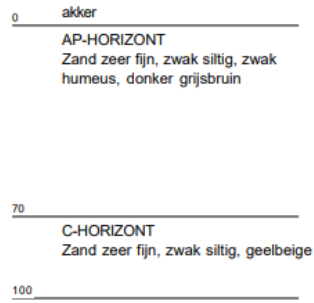 0 akker
AP-HORIZONT
Zand zeer fijn, zwak siltig, zwak
humeus, donker grijsbruin
70
C-HORIZONT
Zand zeer fijn, zwak siltig, geelbeige
100